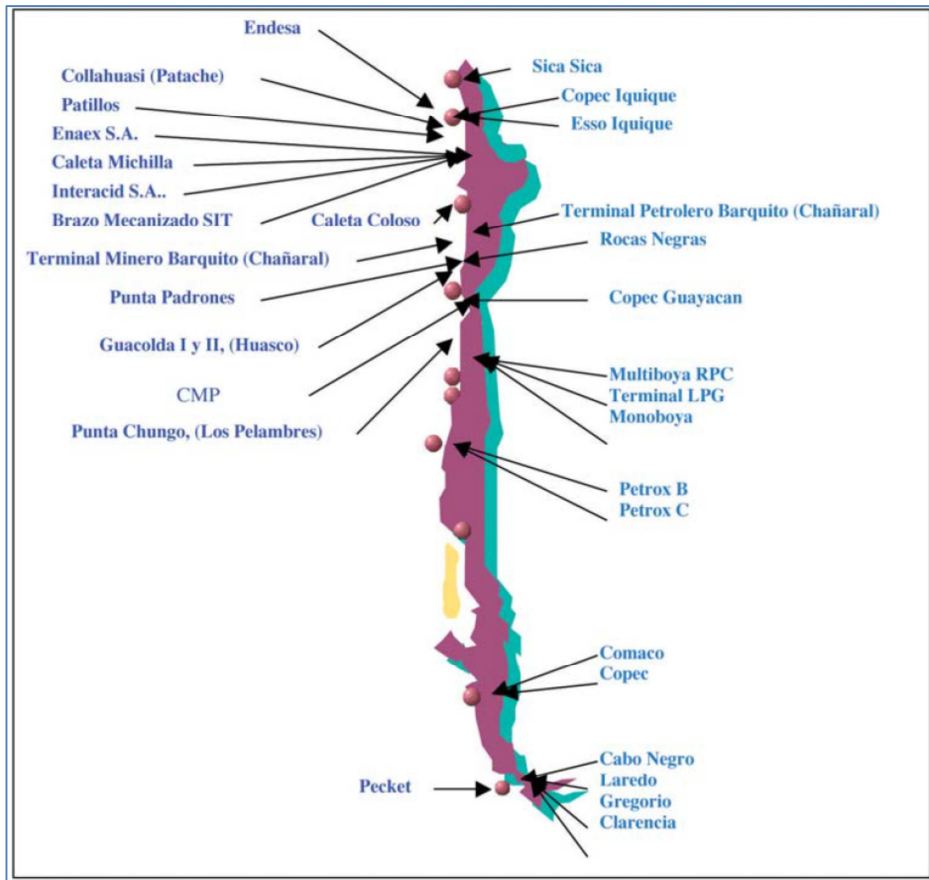 Endesa
Collahuasi (Patache)
Patillos
Enaex S.A.
Caleta Michilla
Interacid S.A..
Brazo Mecanizado SIT
Caleta Coloso
Terminal Minero Barquito (Chañaral)
Punta Padrones
Guacolda I y II, (Huasco)
CMP
Punta Chungo, (Los Pelambres)
Pecket
Sica Sica
Copec Iquique
Esso Iquique
Terminal Petrolero Barquito (Chañaral)
Rocas Negras
Copec Guayacan
Multiboya RPC
Terminal LPG
Monoboya
Petrox B
Petrox C
Comaco
Copec
Cabo Negro
Laredo
Gregorio
Clarencia